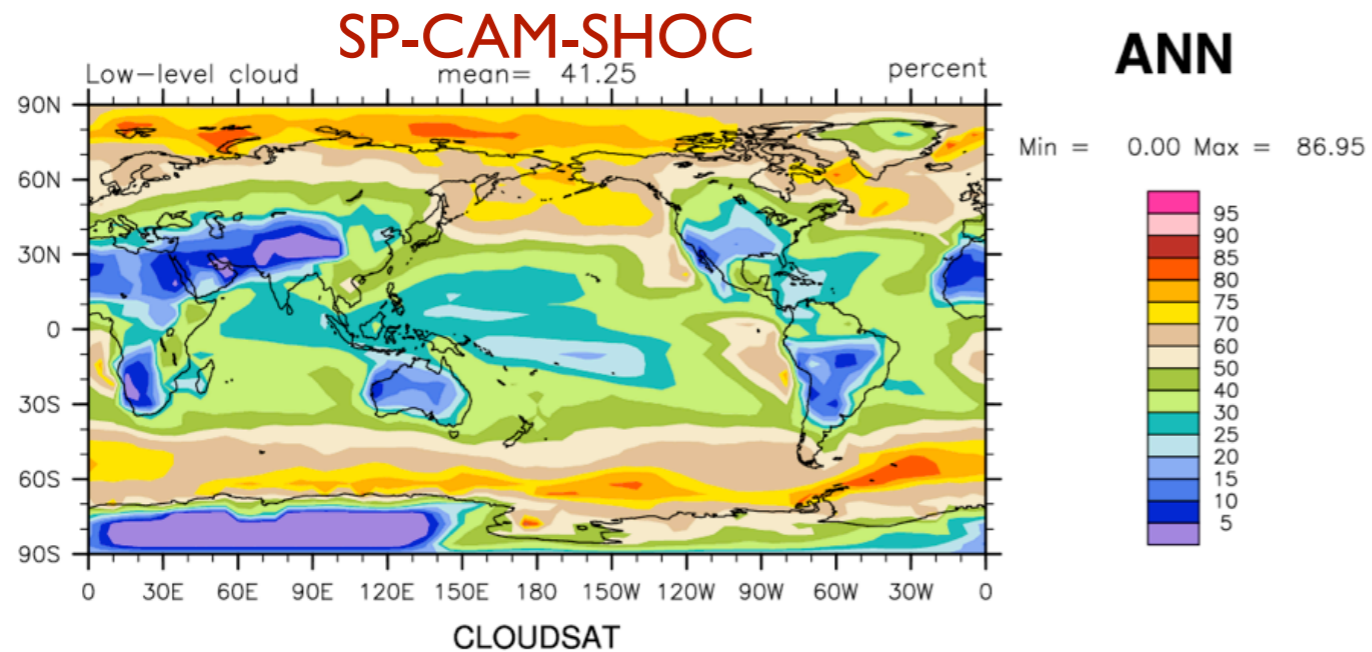 SP-CAM-SHOC
Low-level cloud mean= 41.25 percent
ANN
Min = 0.00 Max = 86.95
90N
60N
30N
0
30S
60S
90S
0 30E 60E 90E 120E 150E 180 150W 120W 90W 60W 30W 0
95
90
85
80
75
70
60
50
40
30
25
20
15
10
5
CLOUDSAT